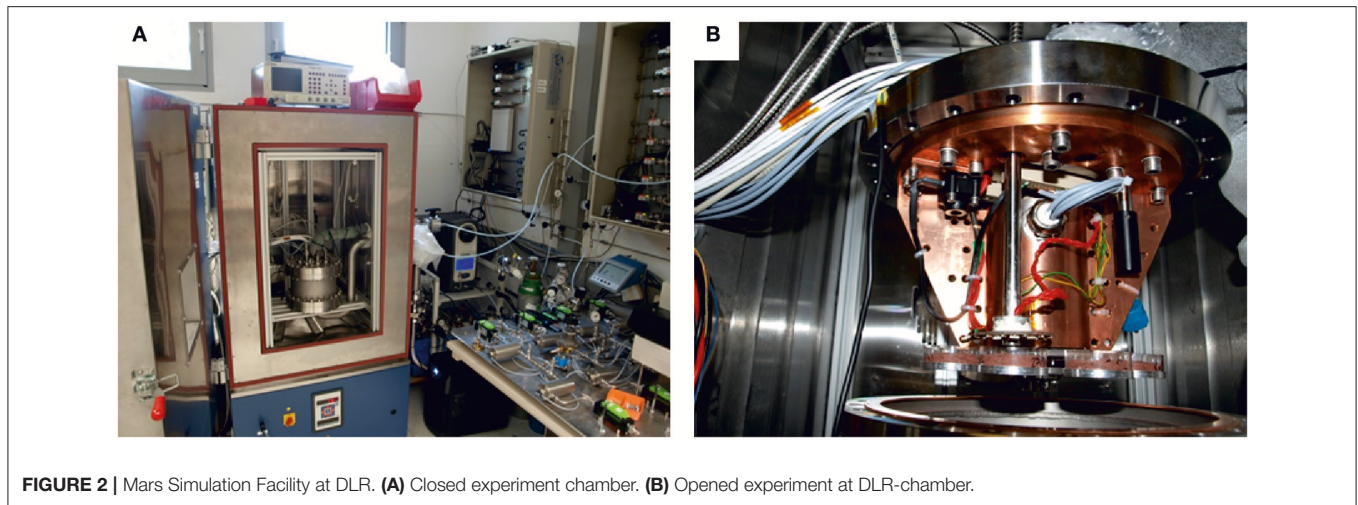 A
B
FIGURE 2 | Mars Simulation Facility at DLR. (A) Closed experiment chamber. (B) Opened experiment at DLR-chamber.